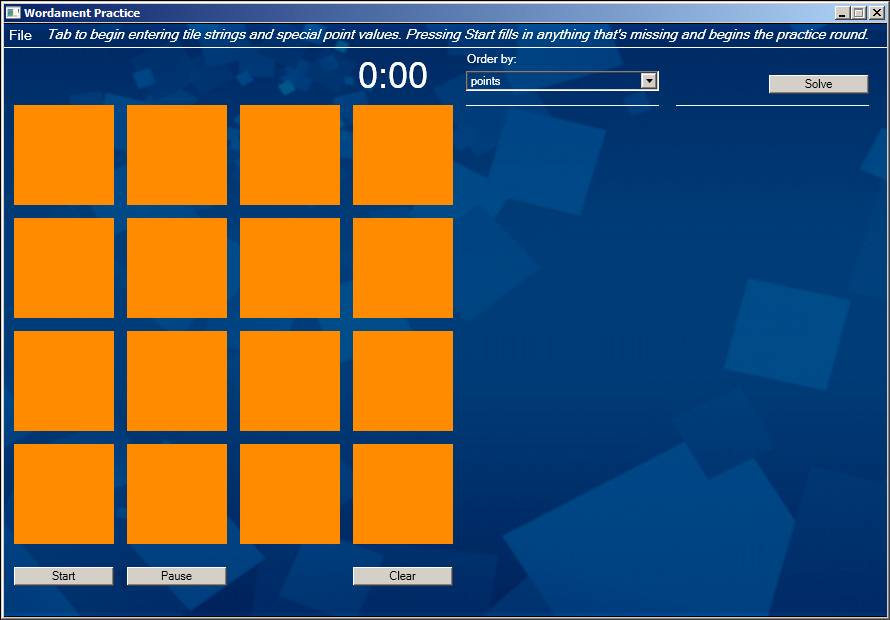 Wordament Practice
File Tab to begin entering tile strings and special point values. Pressing Start fills in anything that's missing and begins the practice round.
0:00
Order by:
points
Solve
Start Pause Clear